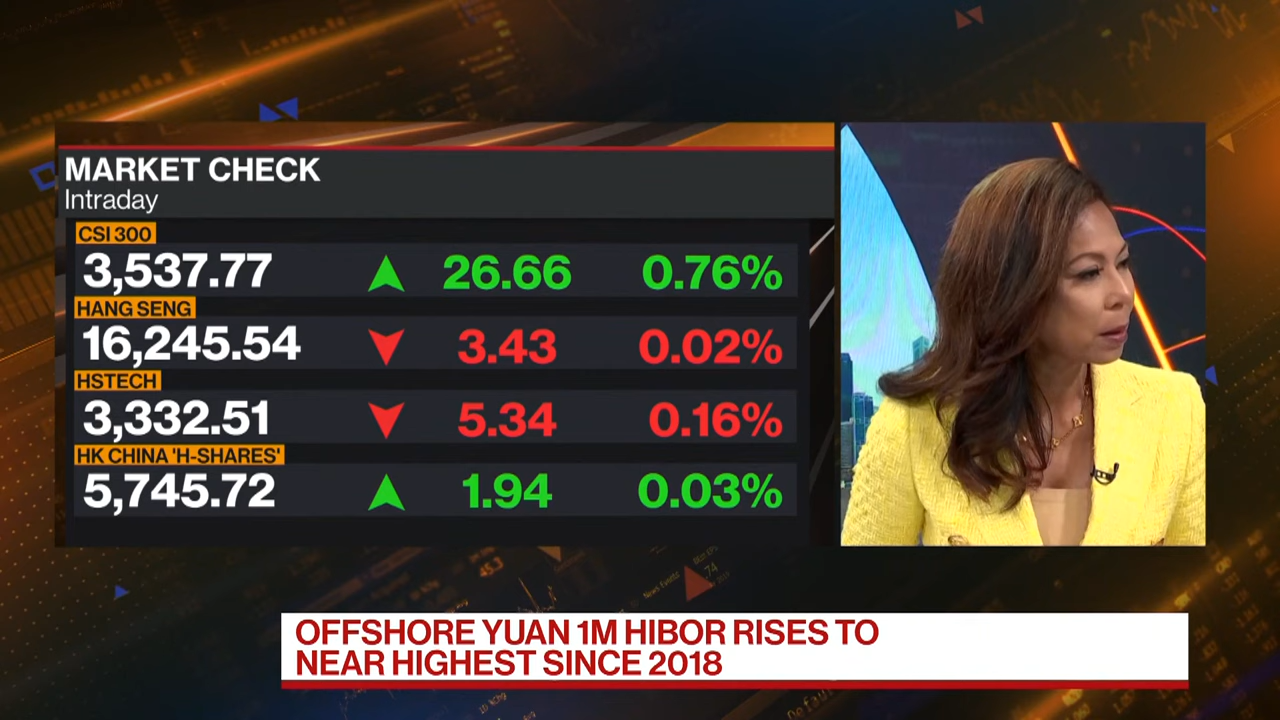 MARKET CHECK
Intraday
CSI 300
3,537.77 26.66 0.76%
HANG SENG
16,245.54 3.43 0.02%
HSTECH
3,332.51 5.34 0.16%
HK CHINA 'H-SHARES'
5,745.72 1.94 0.03%
OFFSHORE YUAN 1M HIBOR RISES TO
NEAR HIGHEST SINCE 2018